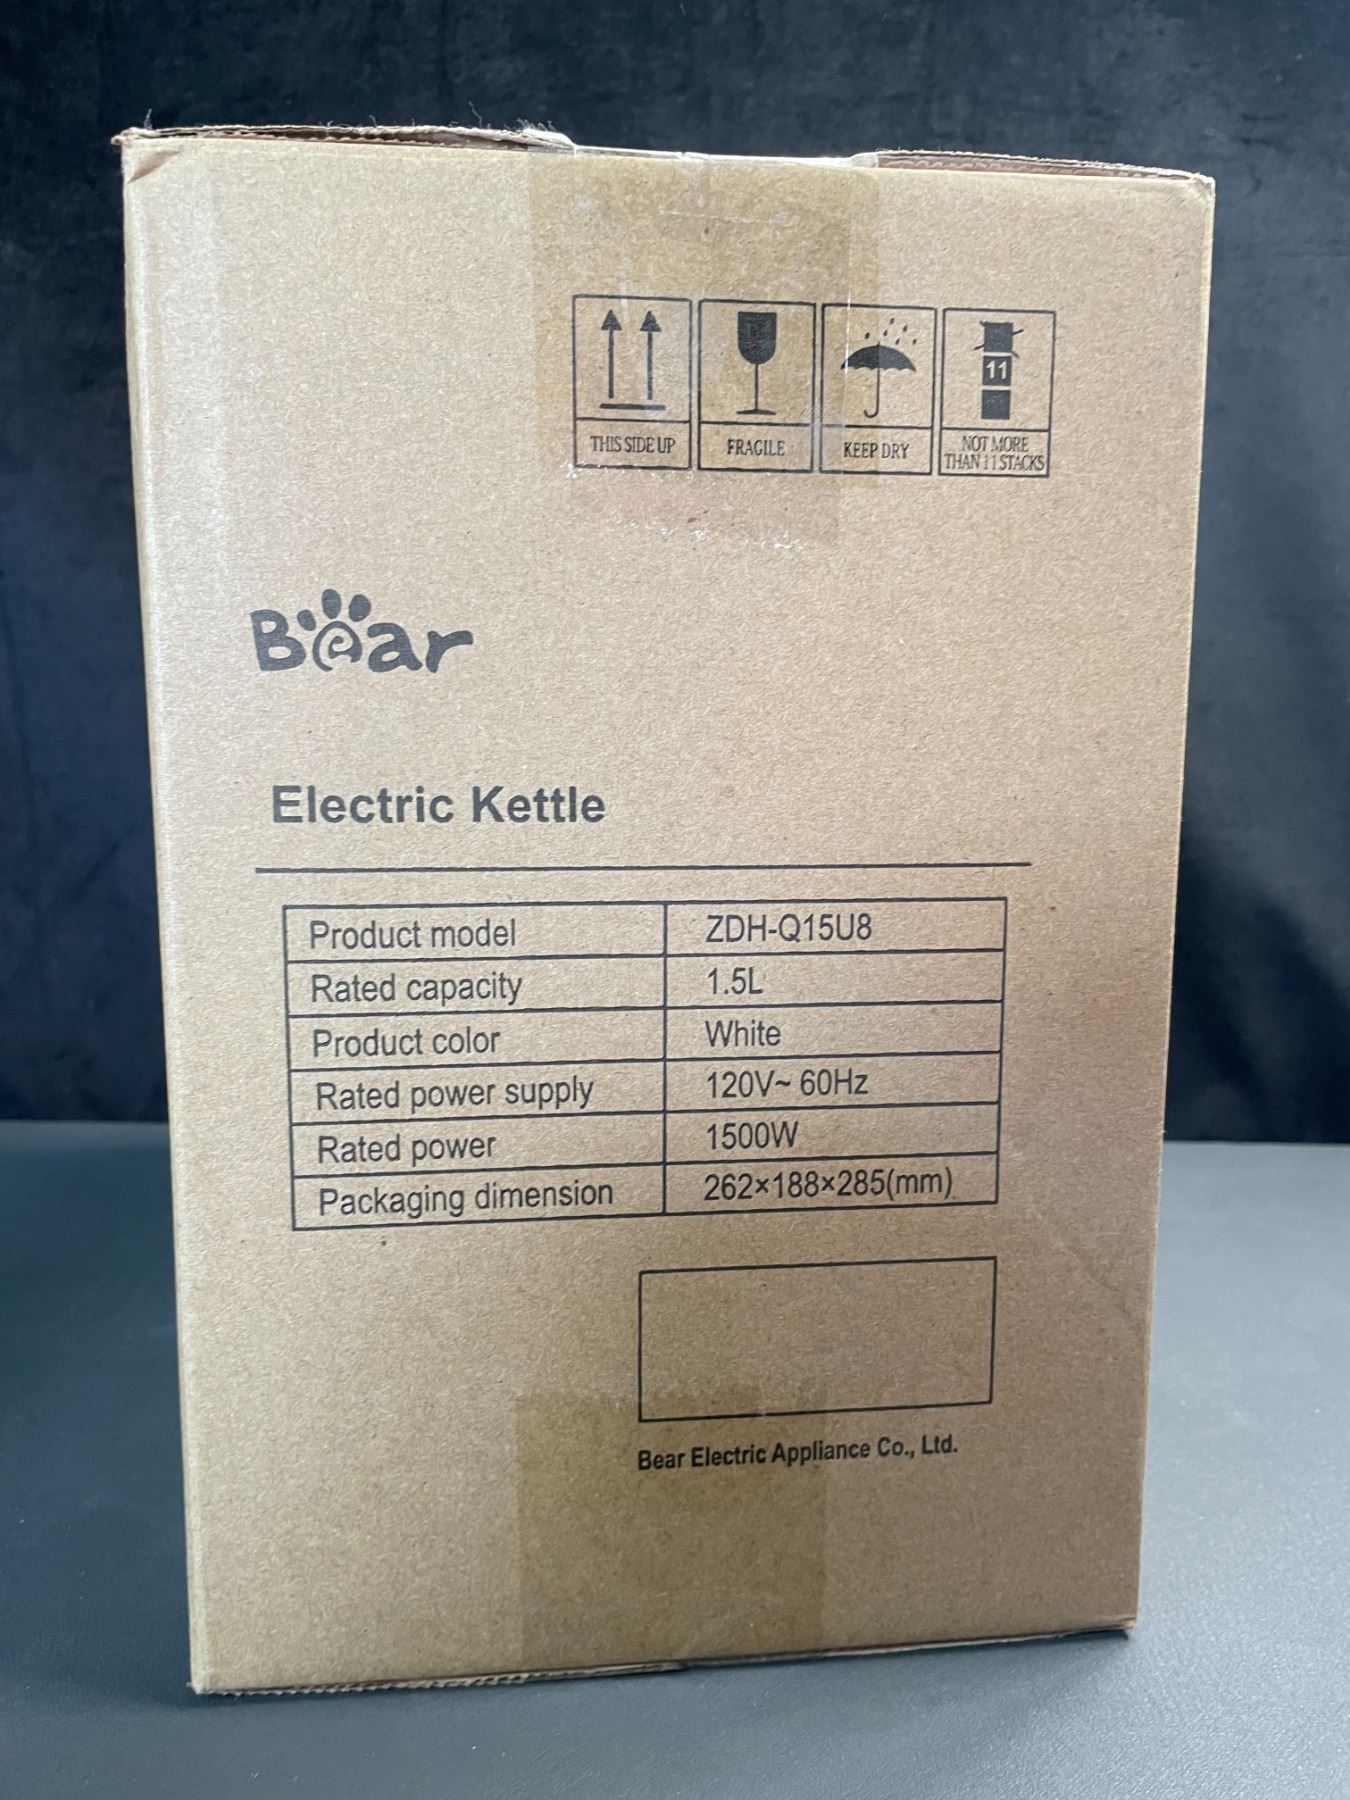 11
THIS SIDE UP
FRAGILE
KEEP DRY
NOT MORE
THAN 11 STACKS
Bear
Electric Kettle
Product model ZDH-Q15U8
Rated capacity 1.5L
Product color White
Rated power supply 120V~ 60Hz
Rated power 1500W
Packaging dimension 262×188×285(mm)
Bear Electric Appliance Co., Ltd.